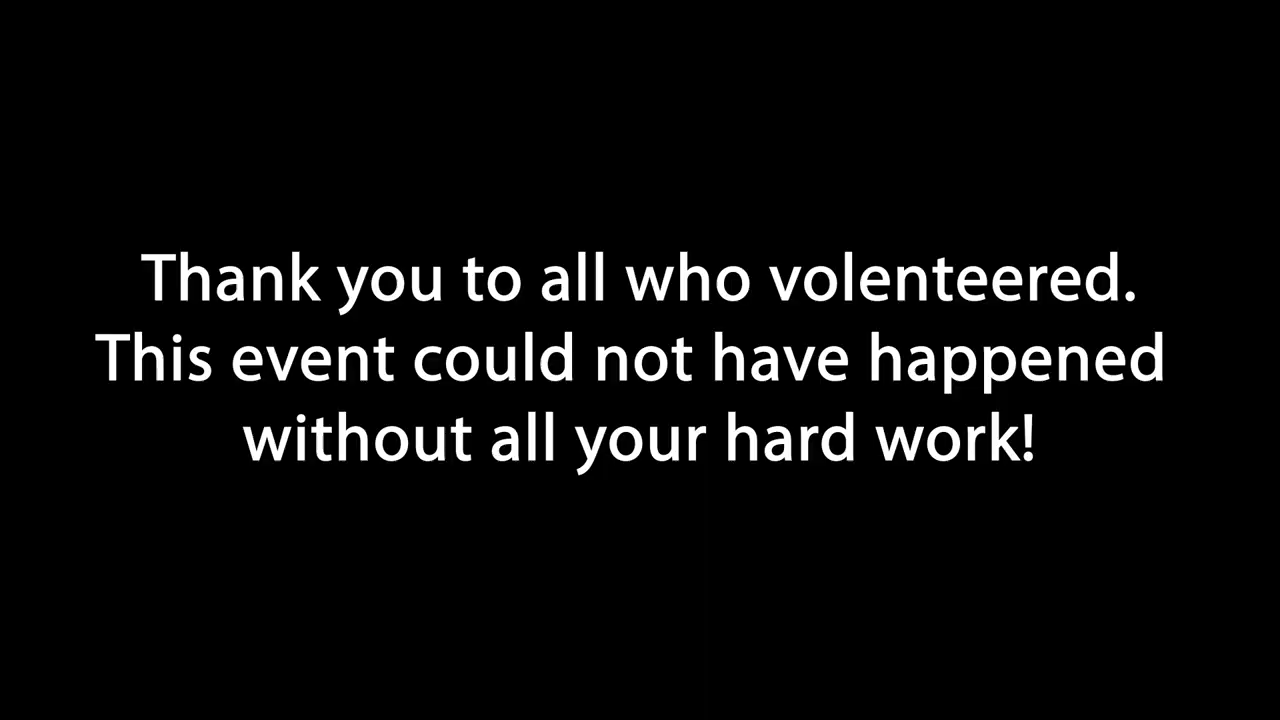 Thank you to all who volenteered.
This event could not have happened
without all your hard work!